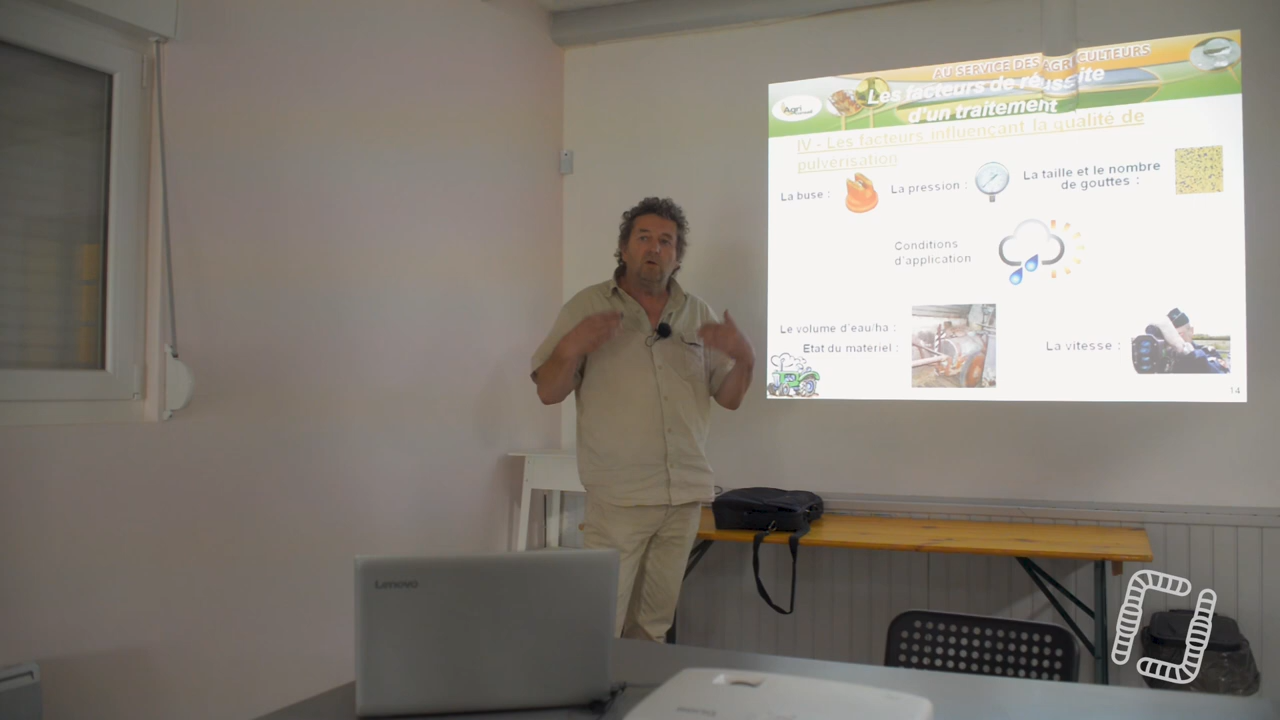 AU SERVICE DES AGRICULTEURS
Les facteurs de réussite
d'un traitement
Agri
IV - Les facteurs influençant la qualité de
pulvérisation
La buse :
La pression :
La taille et le nombre
de gouttes :
Conditions
d'application
Le volume d'eau/ha :
Etat du matériel :
La vitesse :
14
Lenovo